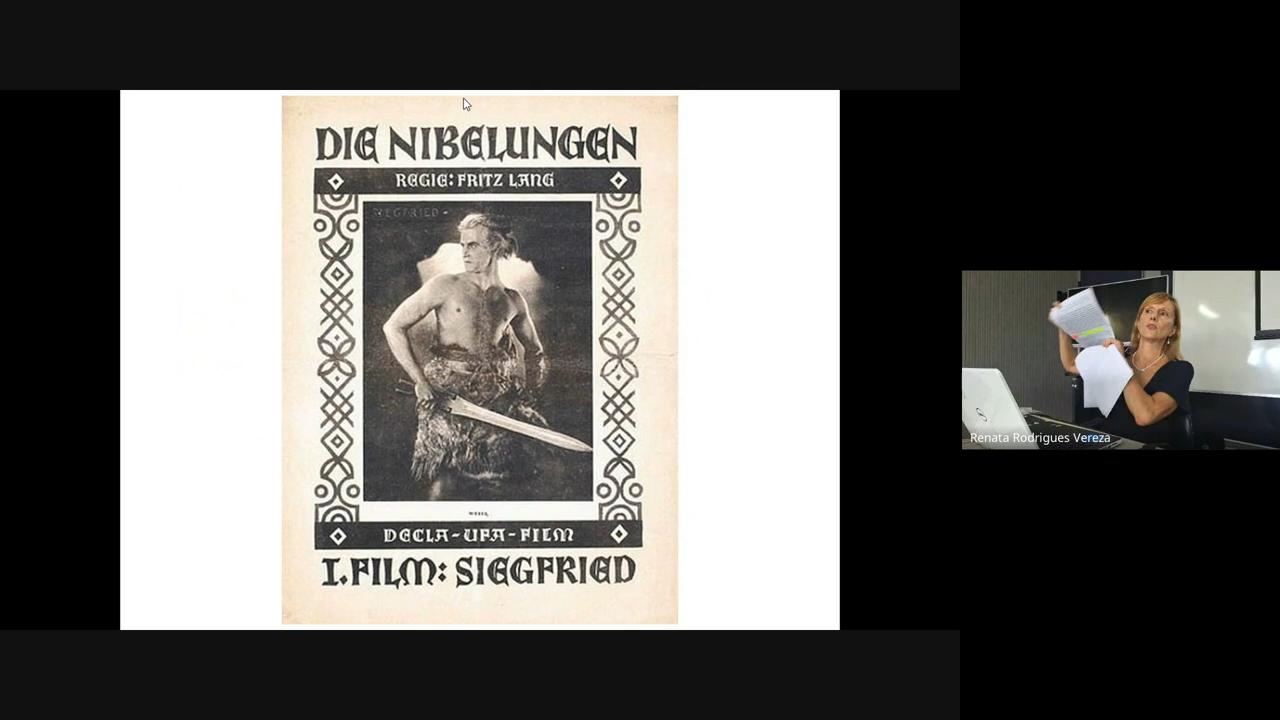 DIE NIBELUNGEN
REGIE: FRITZ LANG
SIEGFRIED
DECLA-UFA-FILM
I. FILM: SIEGFRIED
Renata Rodrigues Vereza